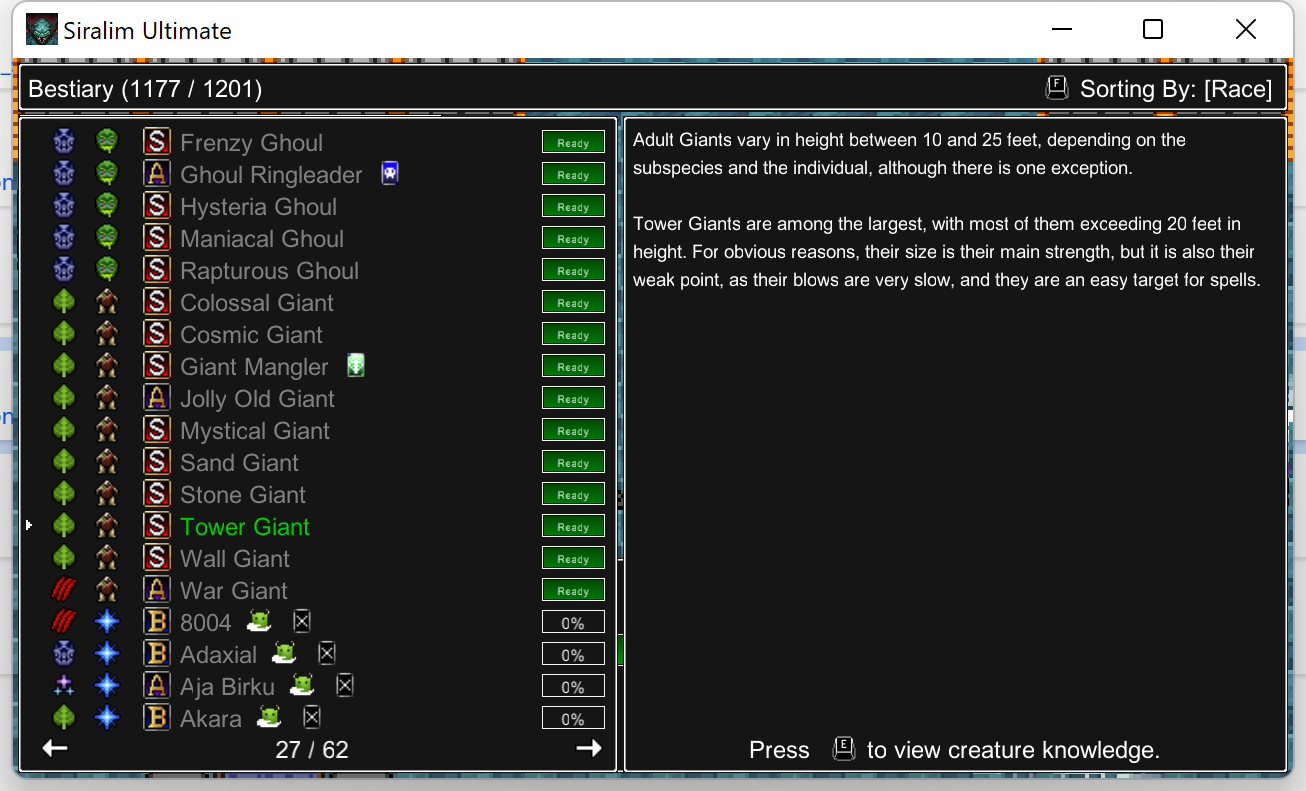 Siralim Ultimate
Bestiary (1177 / 1201)
F Sorting By: [Race]
S Frenzy Ghoul Ready
A Ghoul Ringleader Ready
S Hysteria Ghoul Ready
S Maniacal Ghoul Ready
S Rapturous Ghoul Ready
S Colossal Giant Ready
S Cosmic Giant Ready
S Giant Mangler Ready
A Jolly Old Giant Ready
S Mystical Giant Ready
S Sand Giant Ready
S Stone Giant Ready
S Tower Giant Ready
S Wall Giant Ready
A War Giant Ready
B 8004 0%
B Adaxial 0%
A Aja Birku 0%
B Akara 0%
27 / 62
Adult Giants vary in height between 10 and 25 feet, depending on the
subspecies and the individual, although there is one exception.
Tower Giants are among the largest, with most of them exceeding 20 feet in
height. For obvious reasons, their size is their main strength, but it is also their
weak point, as their blows are very slow, and they are an easy target for spells.
Press E to view creature knowledge.